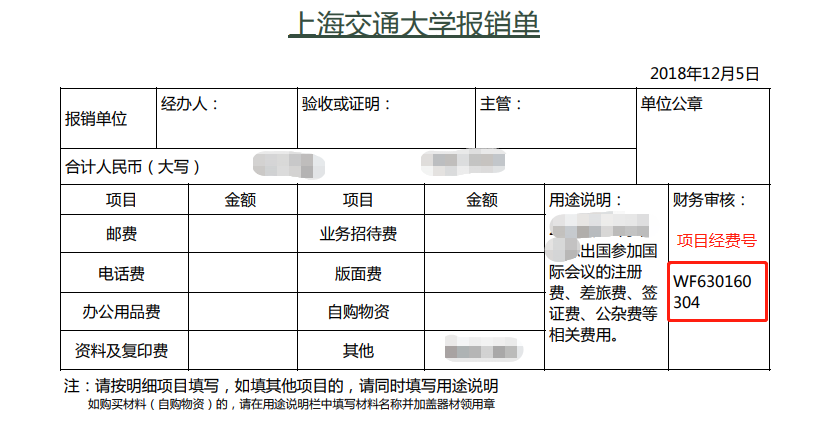 上海交通大学报销单
2018年12月5日
报销单位
经办人：
验收或证明：
主管：
单位公章
合计人民币（大写）
项目 金额 项目 金额
用途说明：
财务审核：
邮费 业务招待费
电话费 版面费
办公用品费 自购物资
资料及复印费 其他
出国参加国
际会议的注册
费、差旅费、签
证费、公杂费等
相关费用。
项目经费号
WF630160
304
注：请按明细项目填写，如填其他项目的，请同时填写用途说明
如购买材料（自购物资）的，请在用途说明栏中填写材料名称并加盖器材领用章